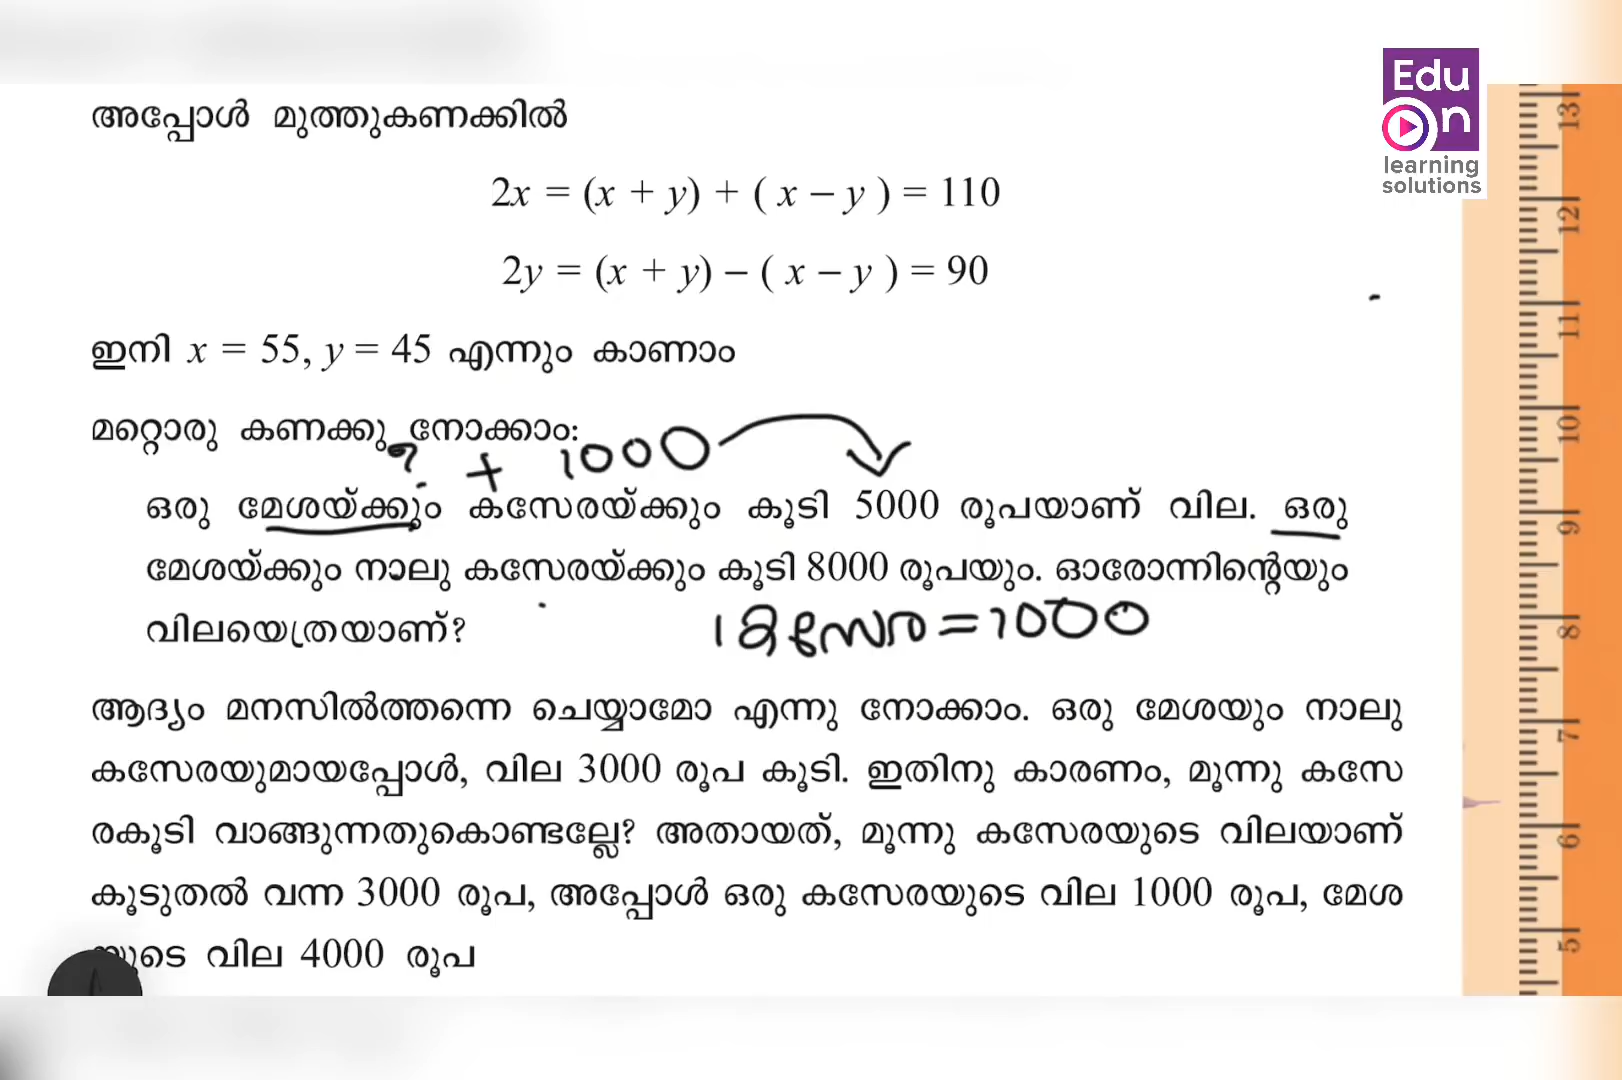 Edu
On
learning
solutions
അപ്പോൾ മുത്തുകണക്കിൽ
2x = (x + y) + ( x – y ) = 110
2y = (x + y) – ( x – y ) = 90
ഇനി x = 55, y = 45 എന്നും കാണാം
മറ്റൊരു കണക്കു നോക്കാം:
? + 1000
ഒരു മേശയ്ക്കും കസേരയ്ക്കും കൂടി 5000 രൂപയാണ് വില. ഒരു
മേശയ്ക്കും നാലു കസേരയ്ക്കും കൂടി 8000 രൂപയും. ഓരോന്നിന്റെയും
വിലയെത്രയാണ്?
1 കസേര = 1000
ആദ്യം മനസിൽത്തന്നെ ചെയ്യാമോ എന്നു നോക്കാം. ഒരു മേശയും നാലു
കസേരയുമായപ്പോൾ, വില 3000 രൂപ കൂടി. ഇതിനു കാരണം, മൂന്നു കസേ
രകൂടി വാങ്ങുന്നതുകൊണ്ടല്ലേ? അതായത്, മൂന്നു കസേരയുടെ വിലയാണ്
കൂടുതൽ വന്ന 3000 രൂപ, അപ്പോൾ ഒരു കസേരയുടെ വില 1000 രൂപ, മേശ
യുടെ വില 4000 രൂപ
13
12
11
10
9
8
7
6
5